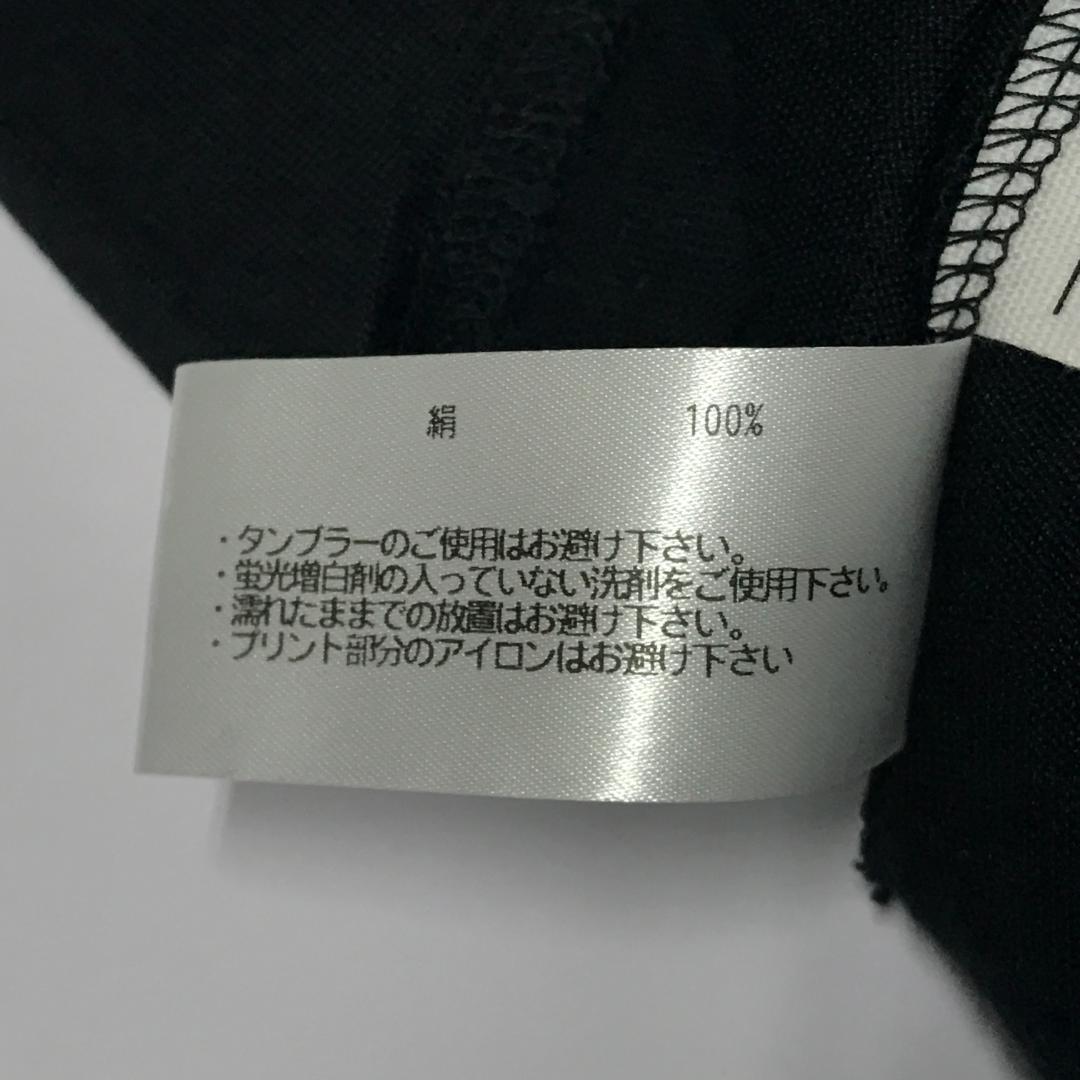 絹 100%
・タンブラーのご使用はお避け下さい。
・蛍光増白剤の入っていない洗剤をご使用下さい。
・濡れたままでの放置はお避け下さい。
・プリント部分のアイロンはお避け下さい